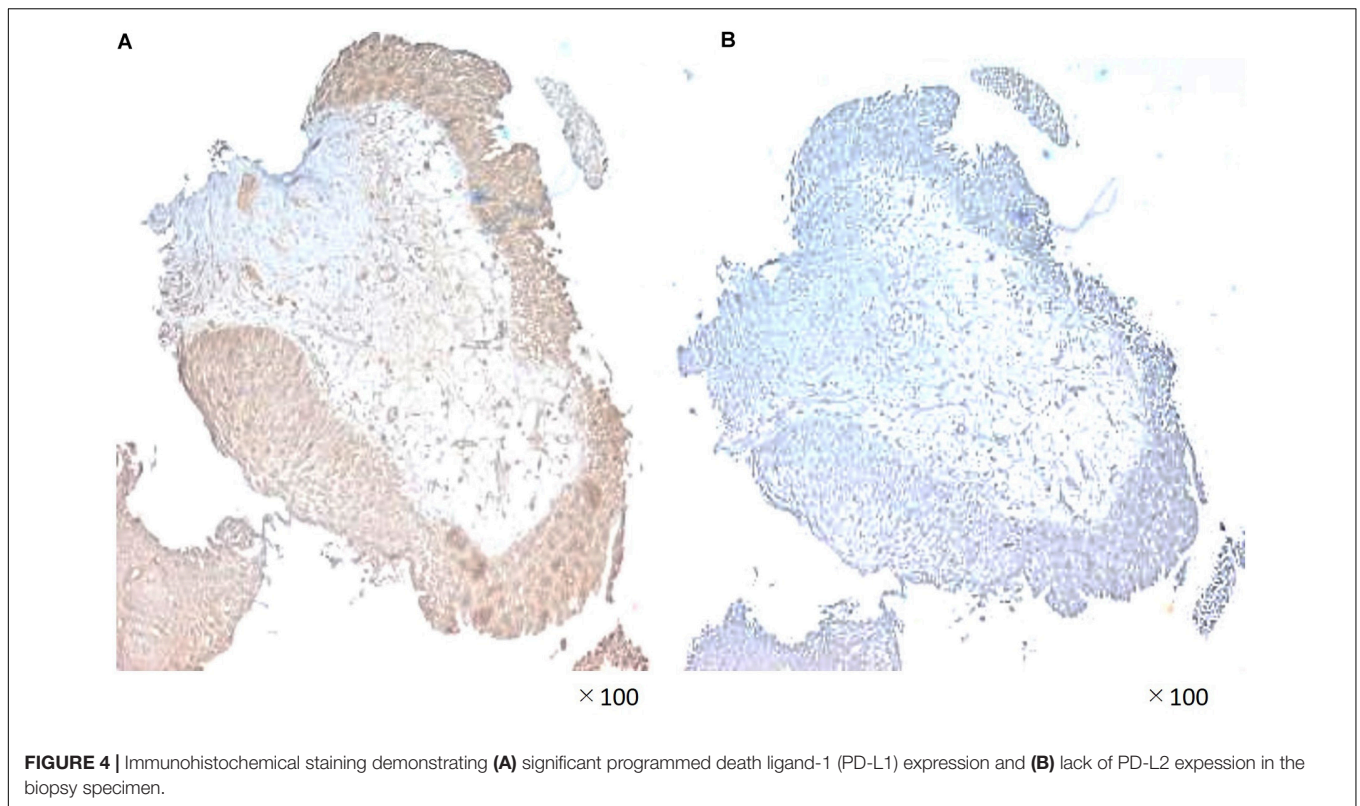 A
B
× 100
× 100
FIGURE 4 | Immunohistochemical staining demonstrating (A) significant programmed death ligand-1 (PD-L1) expression and (B) lack of PD-L2 expession in the
biopsy specimen.